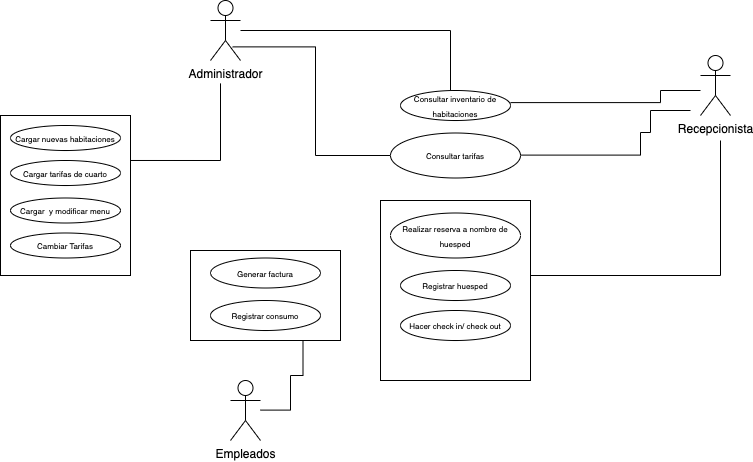 Administrador
Consultar inventario de
habitaciones
Recepcionista
Cargar nuevas habitaciones
Consultar tarifas
Cargar tarifas de cuarto
Cargar y modificar menu
Cambiar Tarifas
Realizar reserva a nombre de
huesped
Generar factura
Registrar huesped
Registrar consumo
Hacer check in/ check out
Empleados